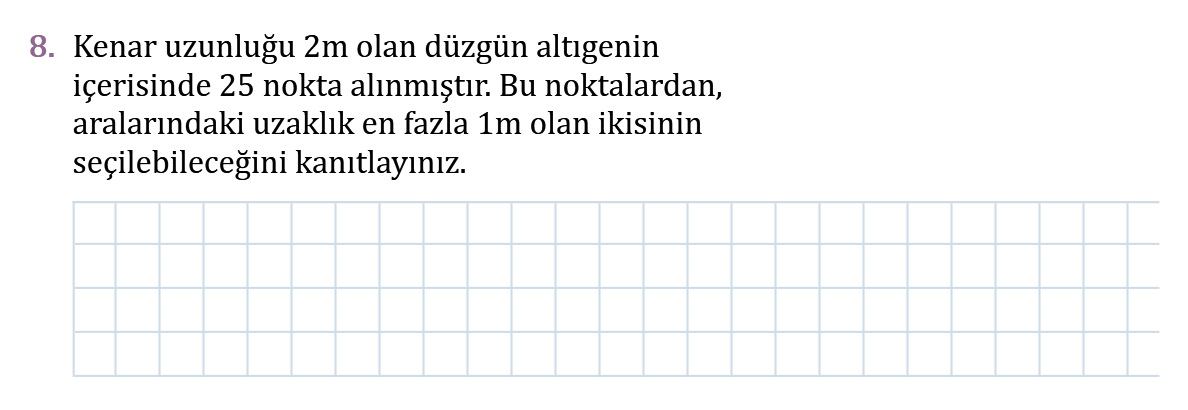 8. Kenar uzunluğu 2m olan düzgün altıgenin
içerisinde 25 nokta alınmıştır. Bu noktalardan,
aralarındaki uzaklık en fazla 1m olan ikisinin
seçilebileceğini kanıtlayınız.